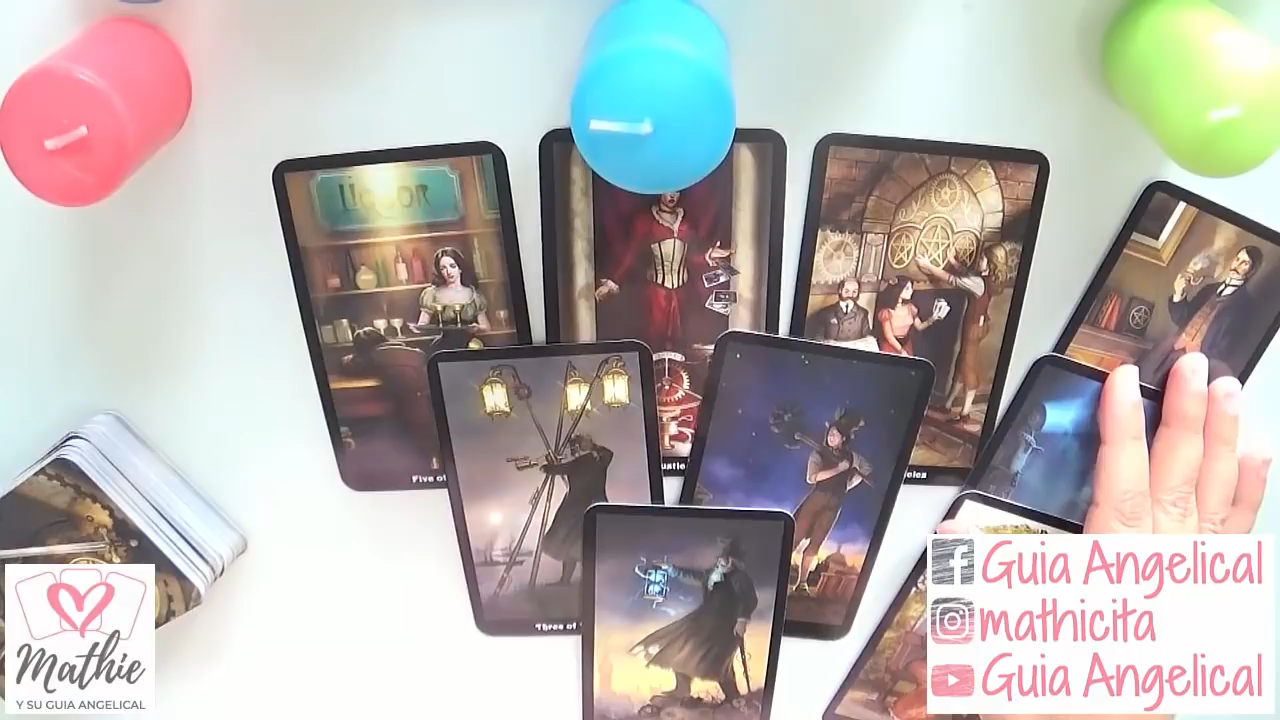 LIQUOR
Five of
Three of
Guia Angelical
mathicita
Guia Angelical
Mathie
Y SU GUIA ANGELICAL